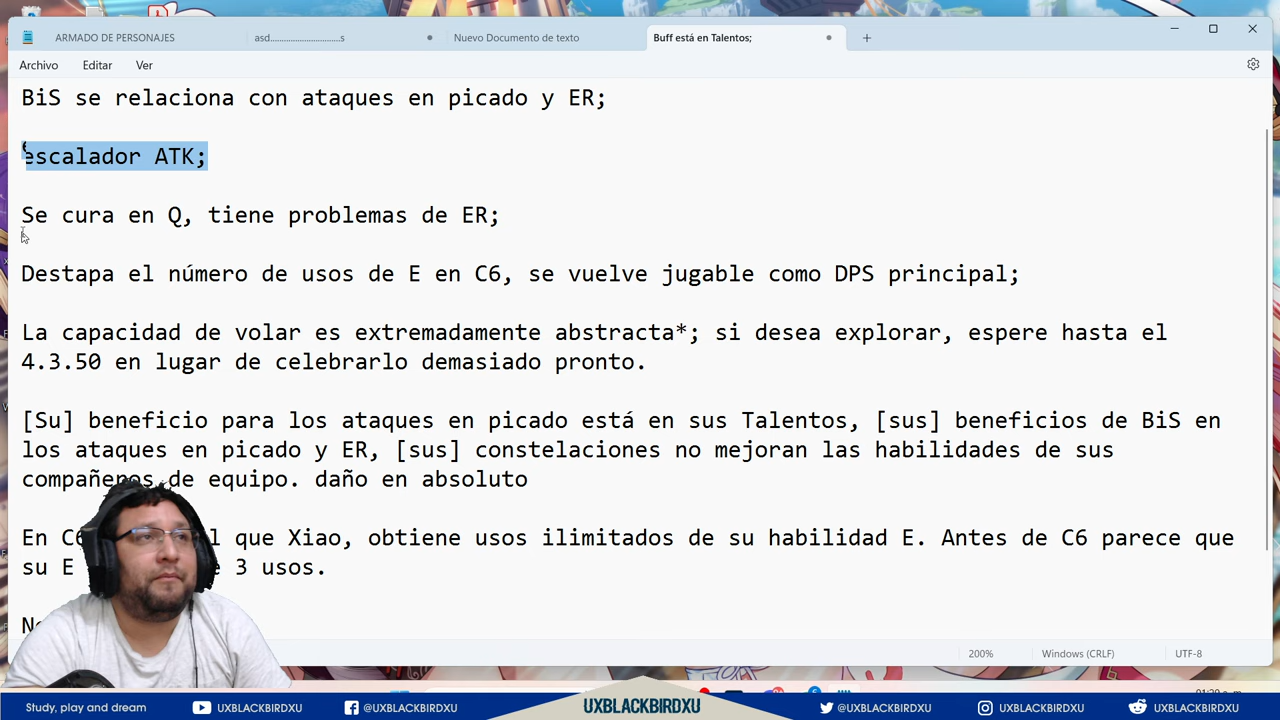 ARMADO DE PERSONAJES
asd.............................s
Nuevo Documento de texto
Buff está en Talentos;
Archivo Editar Ver
BiS se relaciona con ataques en picado y ER;
escalador ATK;
Se cura en Q, tiene problemas de ER;
Destapa el número de usos de E en C6, se vuelve jugable como DPS principal;
La capacidad de volar es extremadamente abstracta*; si desea explorar, espere hasta el
4.3.50 en lugar de celebrarlo demasiado pronto.
[Su] beneficio para los ataques en picado está en sus Talentos, [sus] beneficios de BiS en
los ataques en picado y ER, [sus] constelaciones no mejoran las habilidades de sus
compañeros de equipo. daño en absoluto
En que Xiao, obtiene usos ilimitados de su habilidad E. Antes de C6 parece que
su E 3 usos.
200%
Windows (CRLF)
UTF-8
Study, play and dream
UXBLACKBIRDXU
@UXBLACKBIRDXU
UXBLACKBIRDXU
@UXBLACKBIRDXU
UXBLACKBIRDXU
UXBLACKBIRDXU